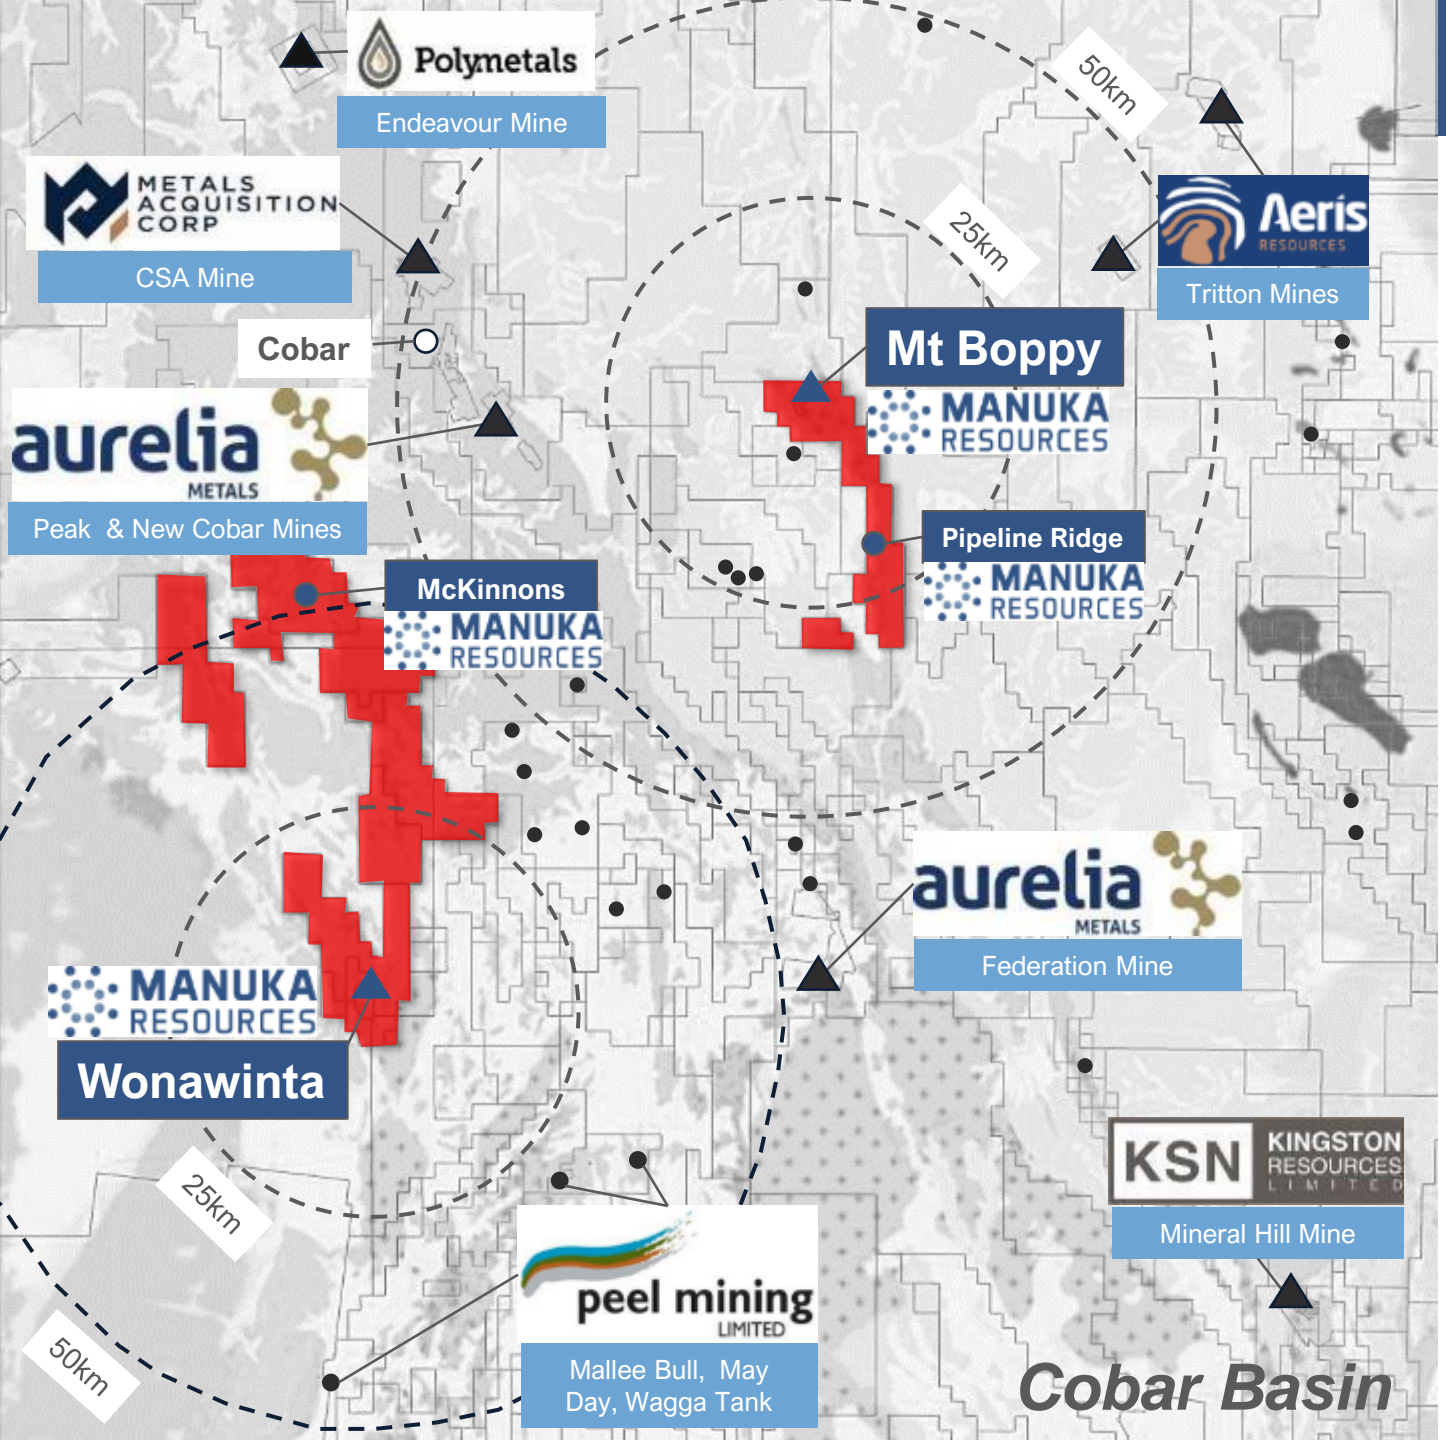 Polymetals
Endeavour Mine
50km
METALS
ACQUISITION
CORP
CSA Mine
Aeris
RESOURCES
Tritton Mines
25km
Cobar
Mt Boppy
MANUKA
RESOURCES
aurelia
METALS
Peak & New Cobar Mines
Pipeline Ridge
MANUKA
RESOURCES
McKinnons
MANUKA
RESOURCES
aurelia
METALS
Federation Mine
MANUKA
RESOURCES
Wonawinta
25km
KSN
KINGSTON
RESOURCES
LIMITED
Mineral Hill Mine
peel mining
LIMITED
Mallee Bull, May
Day, Wagga Tank
50km
Cobar Basin